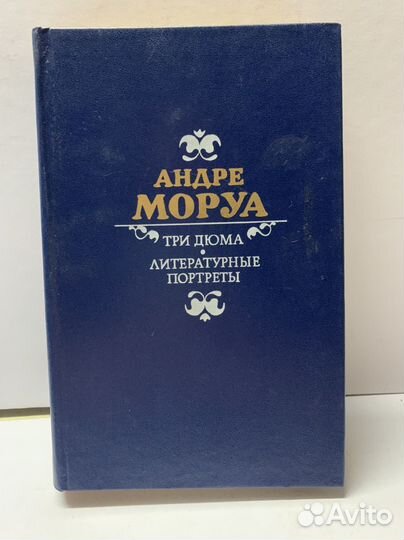 АНДРЕ
МОРУА
ТРИ ДЮМА
•
ЛИТЕРАТУРНЫЕ
ПОРТРЕТЫ
Avito